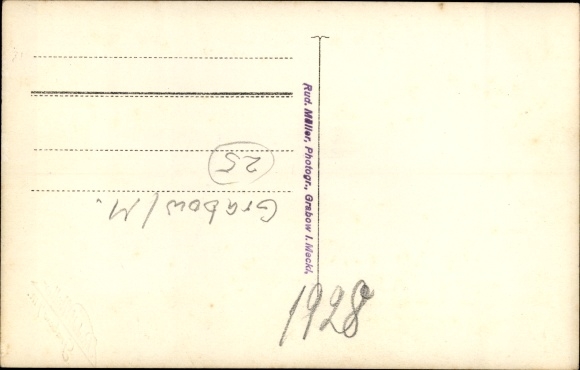 Rud. Müller, Photogr., Grabow i. Meckl.
25
Grabow/M.
1928